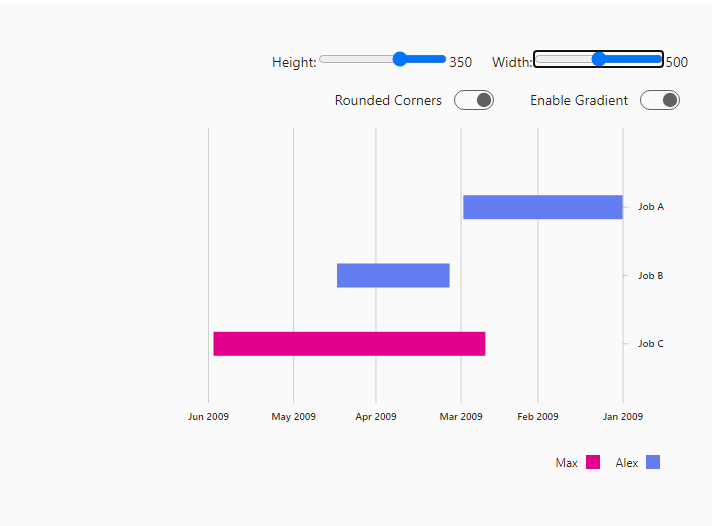 Height: 350 Width: 500
Rounded Corners Enable Gradient
Job A
Job B
Job C
Jun 2009 May 2009 Apr 2009 Mar 2009 Feb 2009 Jan 2009
Max Alex